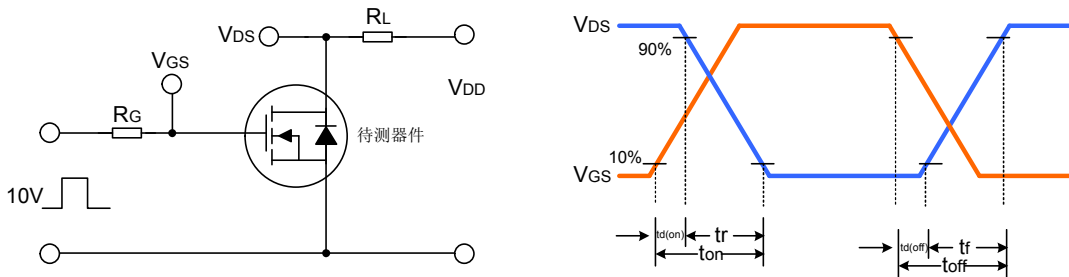 VDS
RL
VGS
VDD
RG
待测器件
10V
VDS
90%
10%
VGS
td(on)
tr
ton
td(off)
tf
toff